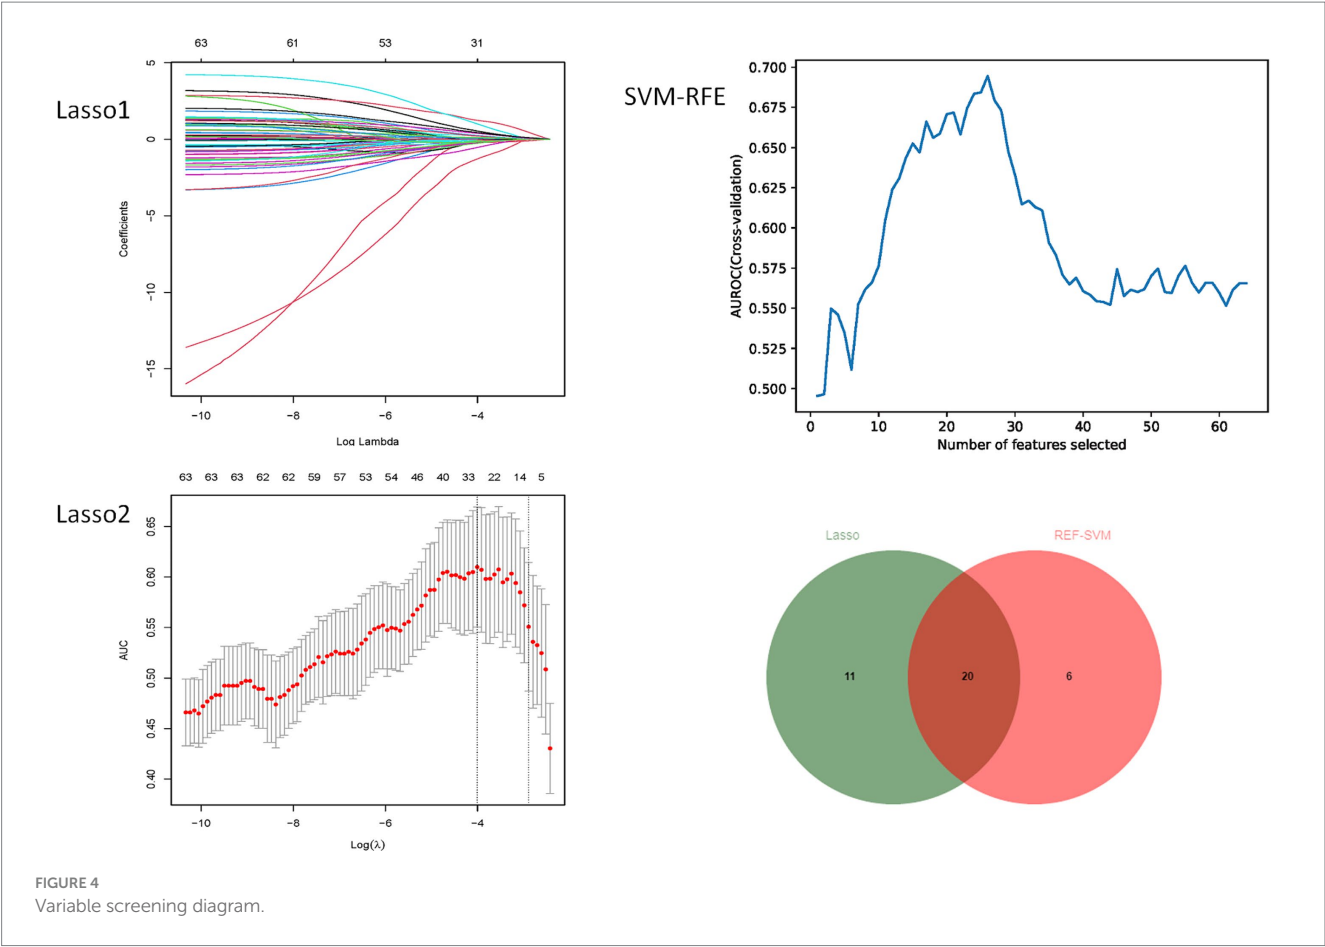 63 61 53 31
Lasso1
5
0
−5
−10
−15
Coefficients
−10 −8 −6 −4
Log Lambda
SVM-RFE
0.700
0.675
0.650
0.625
0.600
0.575
0.550
0.525
0.500
AUROC(Cross-validation)
0 10 20 30 40 50 60
Number of features selected
63 63 63 62 62 59 57 53 54 46 40 33 22 14 5
Lasso2
0.65
0.60
0.55
0.50
0.45
0.40
AUC
−10 −8 −6 −4
Log(λ)
Lasso REF-SVM
11 20 6
FIGURE 4
Variable screening diagram.